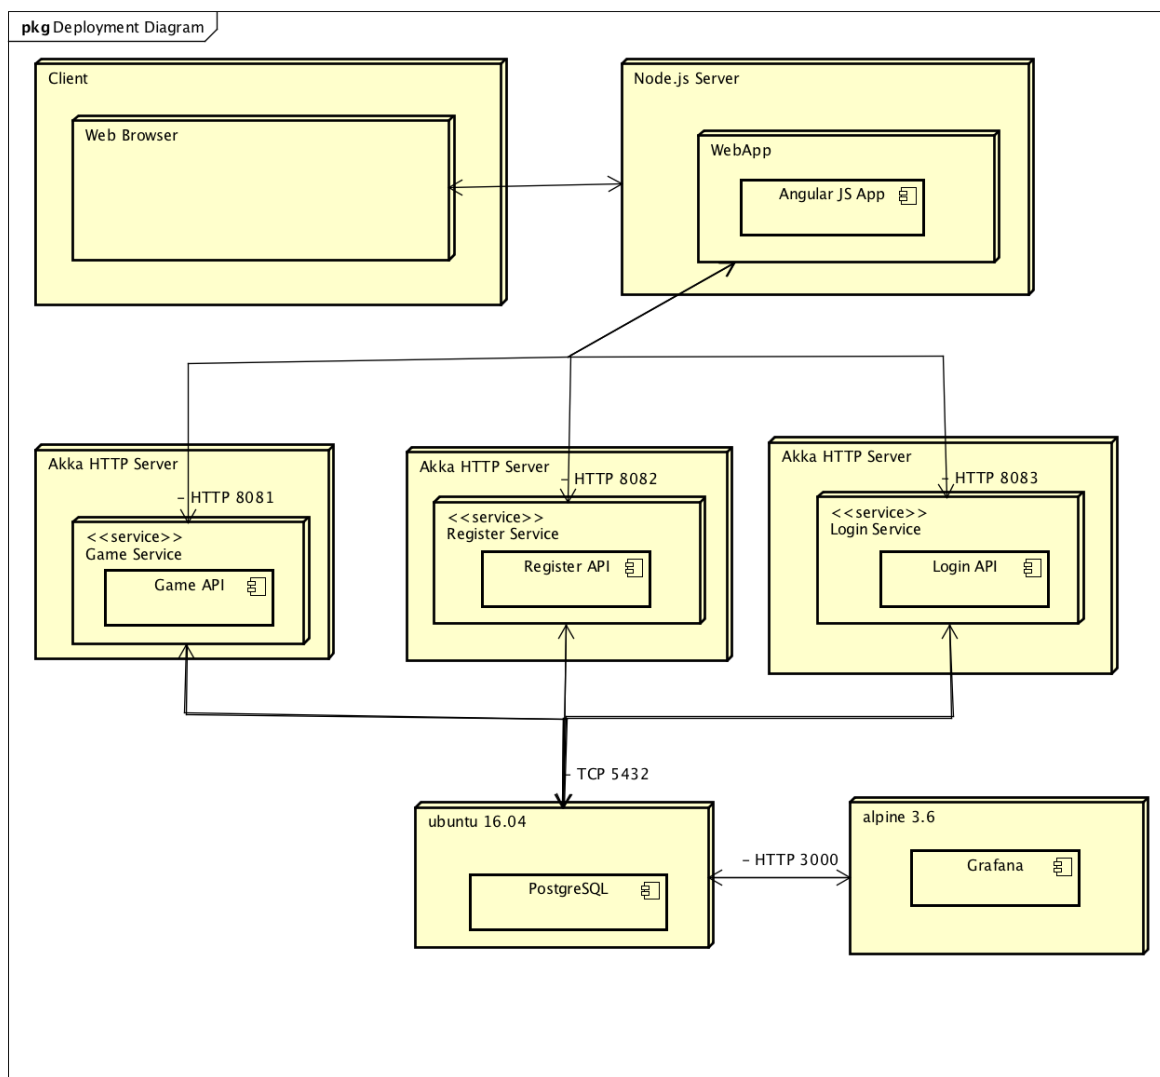 pkg Deployment Diagram
Client
Node.js Server
Web Browser
WebApp
Angular JS App
Akka HTTP Server
Akka HTTP Server
Akka HTTP Server
- HTTP 8081
- HTTP 8082
- HTTP 8083
<<service>>
Game Service
Game API
<<service>>
Register Service
Register API
<<service>>
Login Service
Login API
- TCP 5432
ubuntu 16.04
PostgreSQL
- HTTP 3000
alpine 3.6
Grafana